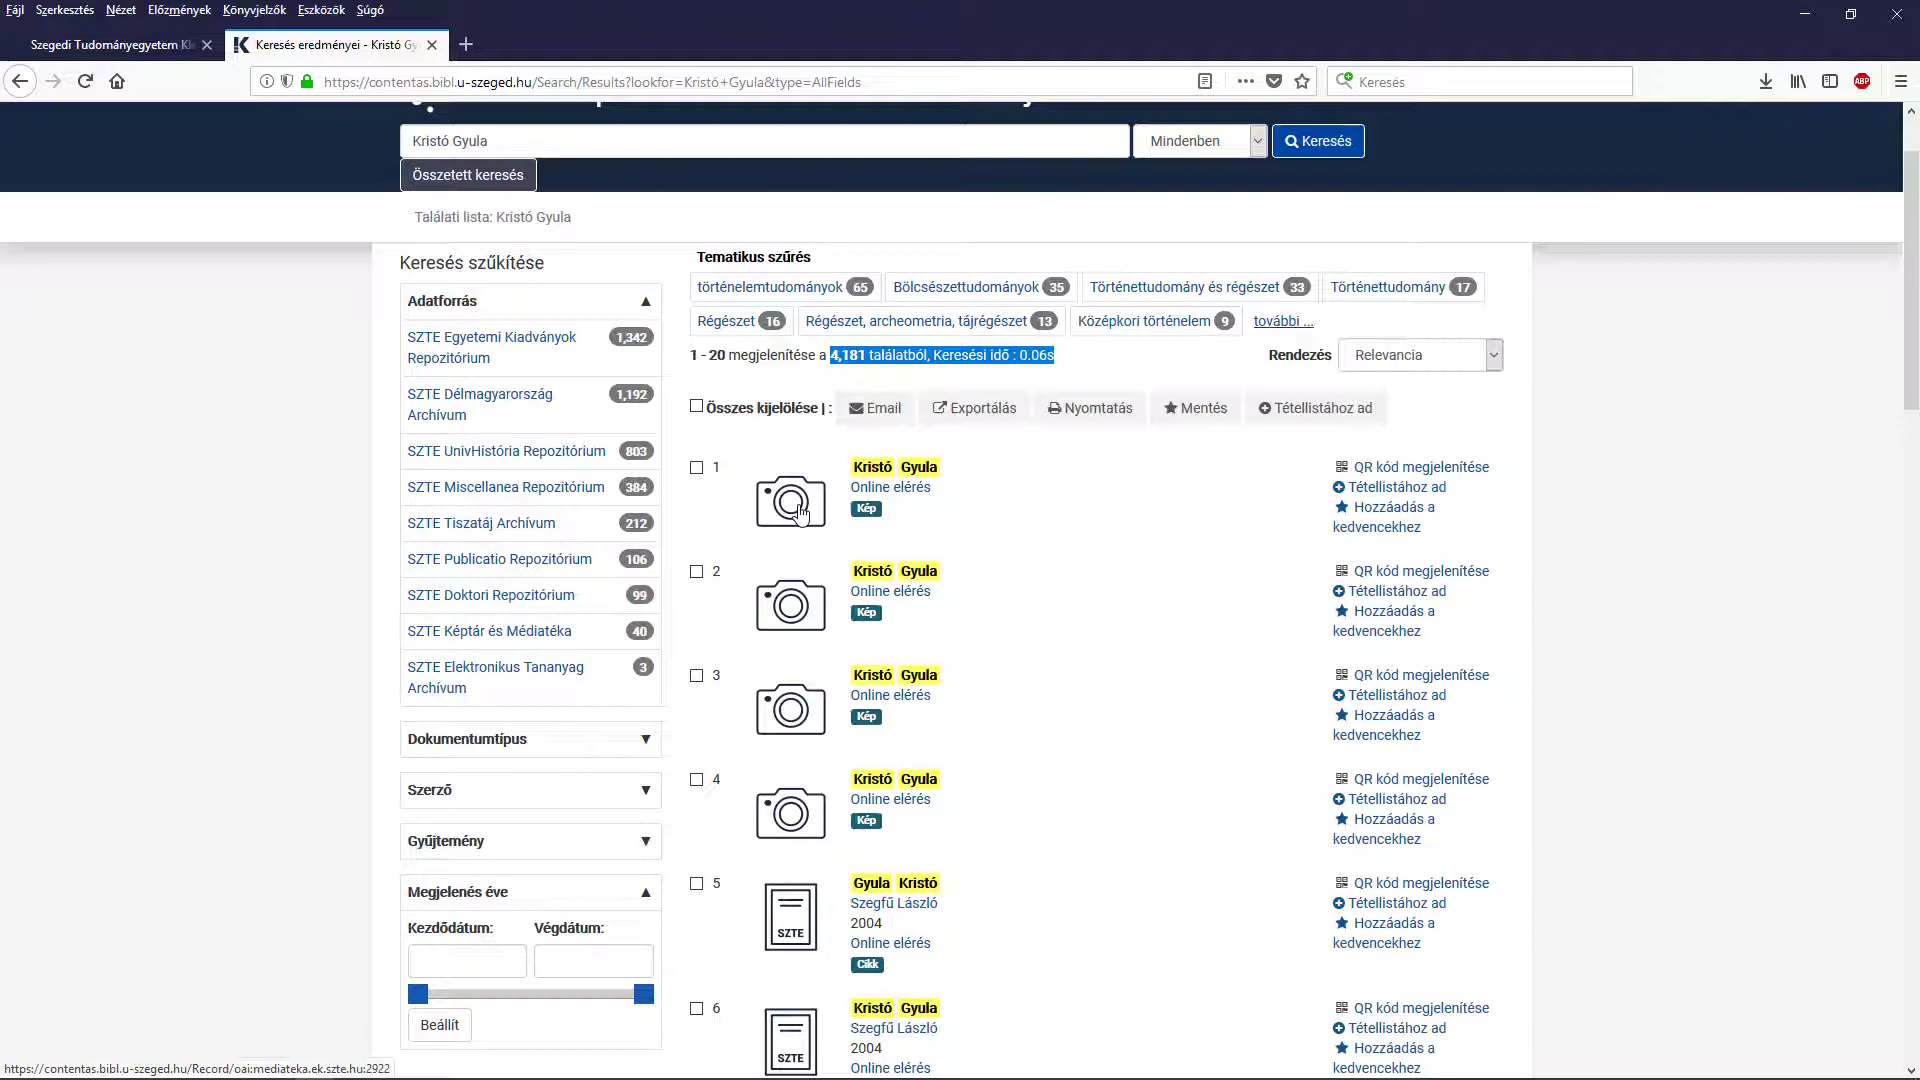 Fájl Szerkesztés Nézet Előzmények Könyvjelzők Eszközök Súgó
Szegedi Tudományegyetem
Keresés eredményei - Kristó Gy
https://contentas.bibl.u-szeged.hu/Search/Results?lookfor=Kristó+Gyula&type=AllFields
Keresés
ABP
Kristó Gyula
Mindenben
Keresés
Összetett keresés
Találati lista: Kristó Gyula
Keresés szűkítése
Adatforrás ▲
SZTE Egyetemi Kiadványok Repozitórium 1,342
SZTE Délmagyarország Archívum 1,192
SZTE UnivHistória Repozitórium 803
SZTE Miscellanea Repozitórium 384
SZTE Tiszatáj Archívum 212
SZTE Publicatio Repozitórium 106
SZTE Doktori Repozitórium 99
SZTE Képtár és Médiatéka 40
SZTE Elektronikus Tananyag Archívum 3
Dokumentumtípus ▼
Szerző ▼
Gyűjtemény ▼
Megjelenés éve ▲
Kezdődátum: Végdátum:
Beállít
Tematikus szűrés
történelemtudományok 65 Bölcsészettudományok 35 Történettudomány és régészet 33 Történettudomány 17
Régészet 16 Régészet, archeometria, tájrégészet 13 Középkori történelem 9 további ...
1 - 20 megjelenítése a 4,181 találatból, Keresési idő : 0.06s
Rendezés Relevancia
Összes kijelölése | : Email Exportálás Nyomtatás Mentés Tétellistához ad
1
Kristó Gyula
Online elérés
Kép
QR kód megjelenítése
Tétellistához ad
Hozzáadás a
kedvencekhez
2
Kristó Gyula
Online elérés
Kép
QR kód megjelenítése
Tétellistához ad
Hozzáadás a
kedvencekhez
3
Kristó Gyula
Online elérés
Kép
QR kód megjelenítése
Tétellistához ad
Hozzáadás a
kedvencekhez
4
Kristó Gyula
Online elérés
Kép
QR kód megjelenítése
Tétellistához ad
Hozzáadás a
kedvencekhez
5
SZTE
Gyula Kristó
Szegfű László
2004
Online elérés
Cikk
QR kód megjelenítése
Tétellistához ad
Hozzáadás a
kedvencekhez
6
SZTE
Kristó Gyula
Szegfű László
2004
Online elérés
QR kód megjelenítése
Tétellistához ad
Hozzáadás a
kedvencekhez
https://contentas.bibl.u-szeged.hu/Record/oai:mediateka.ek.szte.hu:2922